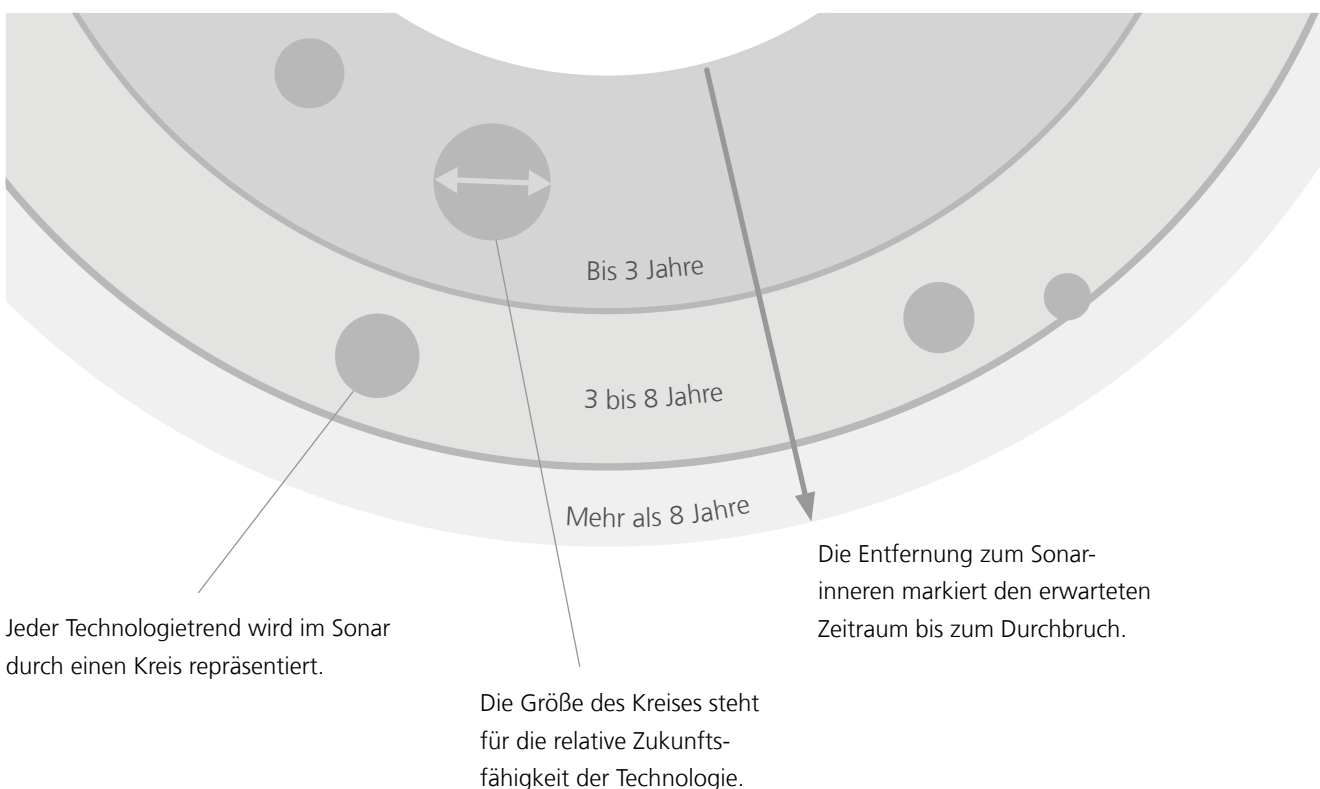 Bis 3 Jahre
3 bis 8 Jahre
Mehr als 8 Jahre
Die Entfernung zum Sonar-
inneren markiert den erwarteten
Zeitraum bis zum Durchbruch.
Jeder Technologietrend wird im Sonar
durch einen Kreis repräsentiert.
Die Größe des Kreises steht
für die relative Zukunfts-
fähigkeit der Technologie.